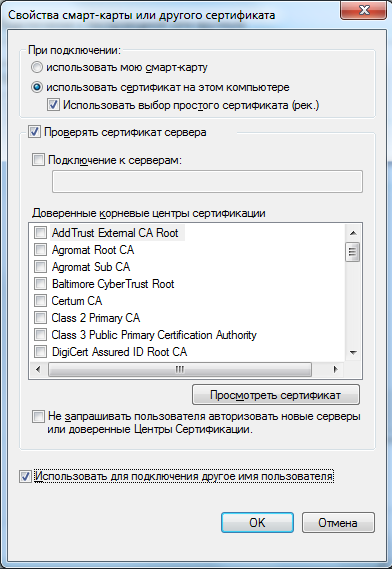 Свойства смарт-карты или другого сертификата
При подключении:
использовать мою смарт-карту
использовать сертификат на этом компьютере
Использовать выбор простого сертификата (рек.)
Проверять сертификат сервера
Подключение к серверам:
Доверенные корневые центры сертификации
AddTrust External CA Root
Agromat Root CA
Agromat Sub CA
Baltimore CyberTrust Root
Certum CA
Class 2 Primary CA
Class 3 Public Primary Certification Authority
DigiCert Assured ID Root CA
Просмотреть сертификат
Не запрашивать пользователя авторизовать новые серверы
или доверенные Центры Сертификации.
Использовать для подключения другое имя пользователя
OK
Отмена